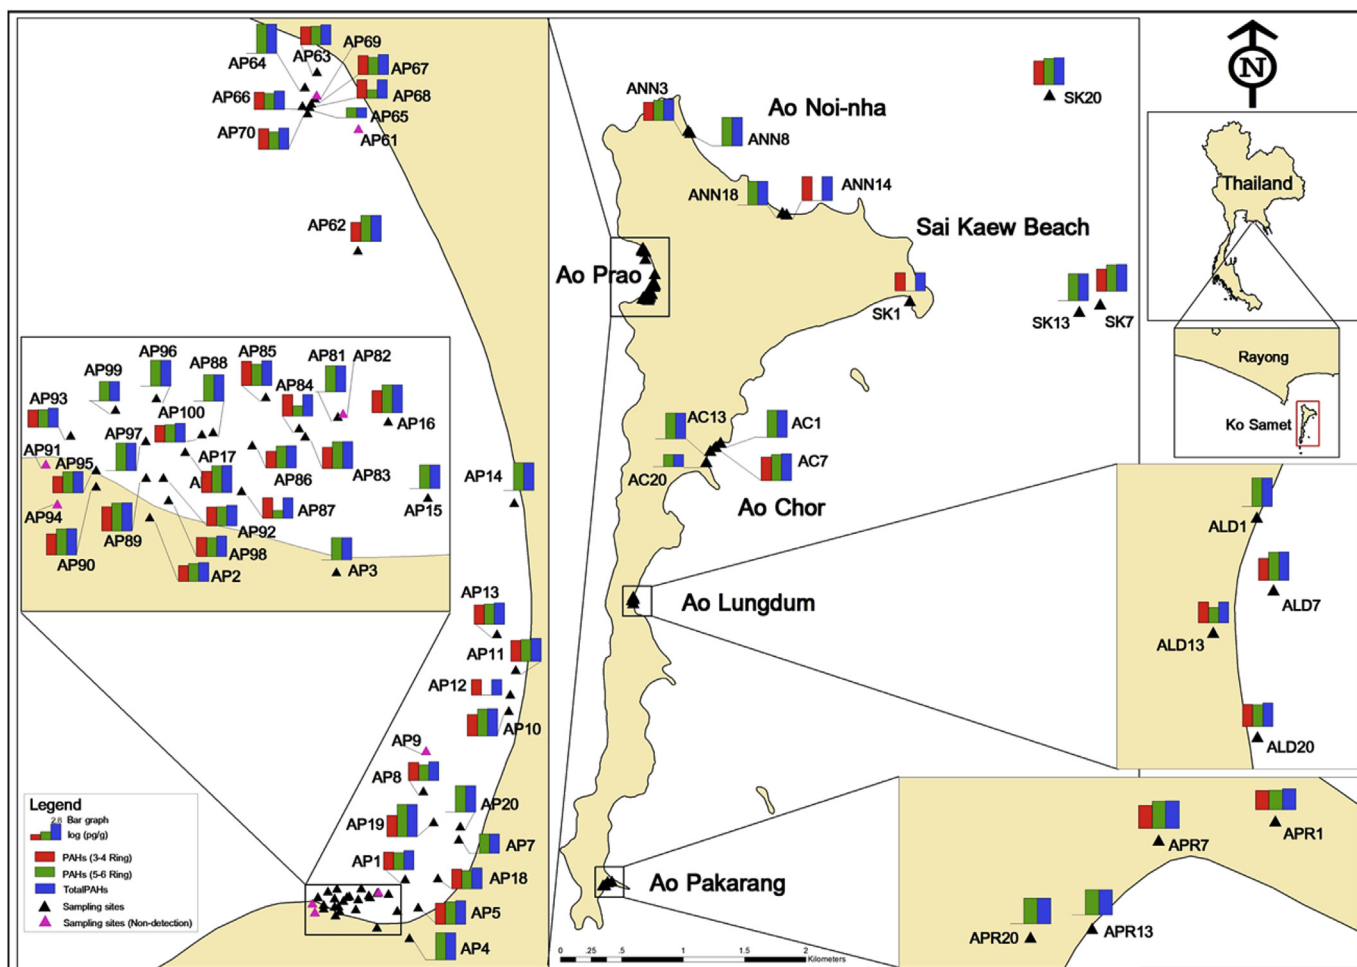 AP69
AP64
AP63
AP67
AP66
AP68
AP65
AP70
AP61
AP62
AP96
AP85
AP81
AP82
AP99
AP88
AP93
AP84
AP100
AP16
AP97
AP91
AP17
AP95
A
AP86
AP83
AP94
AP15
AP87
AP89
AP92
AP90
AP98
AP2
AP3
AP14
AP13
AP11
AP12
AP10
AP9
AP8
AP20
AP19
AP7
AP1
AP18
AP5
AP4
Legend
2.8 Bar graph
log (pg/g)
PAHs (3-4 Ring)
PAHs (5-6 Ring)
TotalPAHs
Sampling sites
Sampling sites (Non-detection)
ANN3
Ao Noi-nha
SK20
ANN8
ANN18
ANN14
Sai Kaew Beach
Ao Prao
SK1
SK13
SK7
AC13
AC1
AC20
AC7
Ao Chor
Ao Lungdum
Ao Pakarang
0 .25 .5 1 1.5 2
Kilometers
N
Thailand
Rayong
Ko Samet
ALD1
ALD7
ALD13
ALD20
APR1
APR7
APR20
APR13